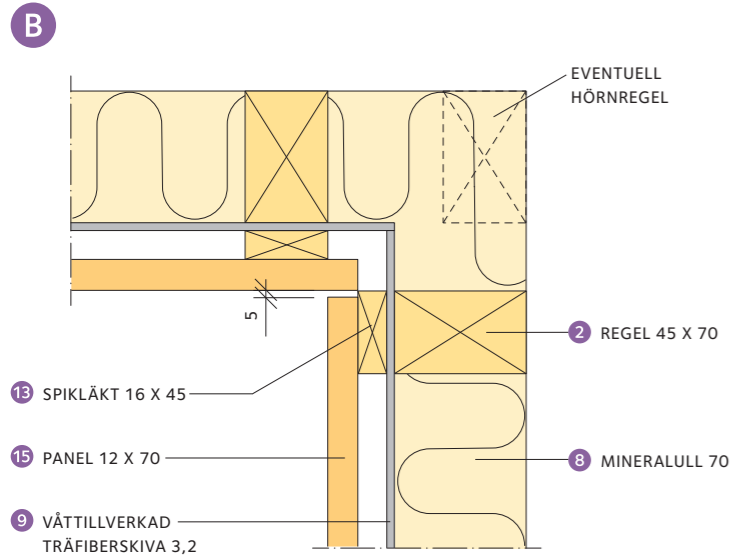 B
EVENTUELL
HÖRNREGEL
5
2 REGEL 45 X 70
13 SPIKLÄKT 16 X 45
15 PANEL 12 X 70
8 MINERALULL 70
9 VÅTTILLVERKAD
TRÄFIBERSKIVA 3,2